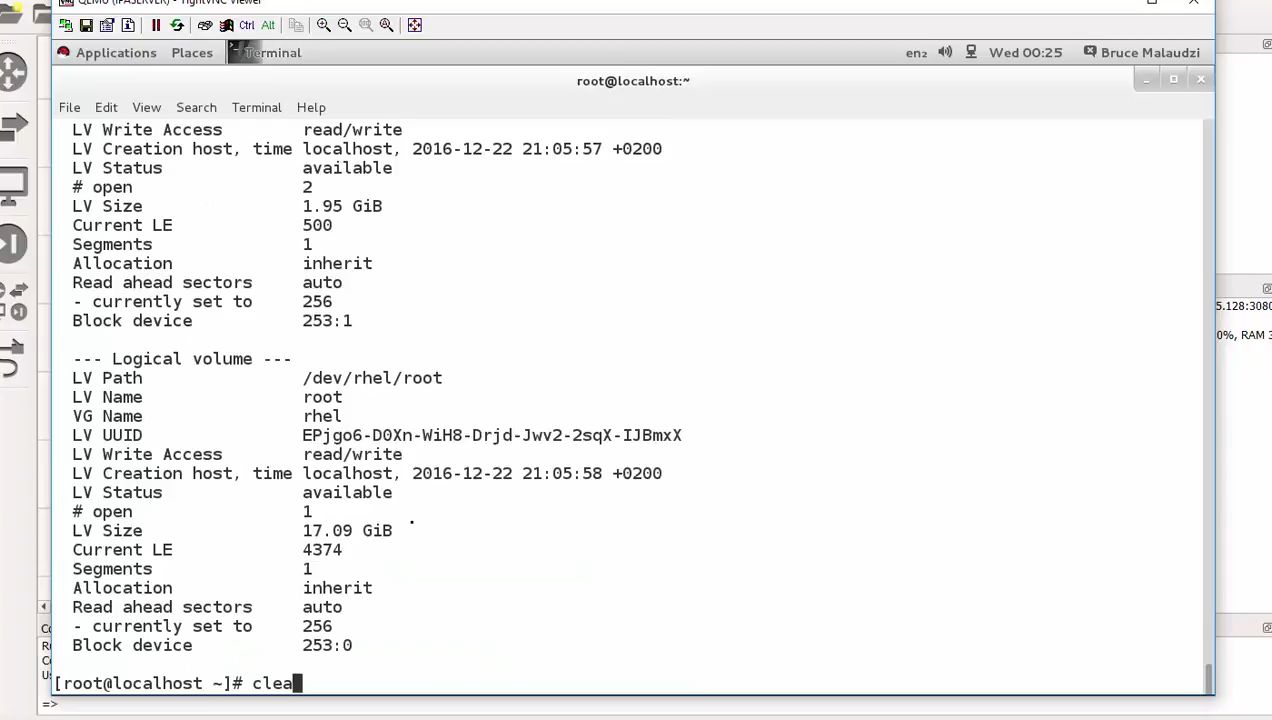 QEMU (IPASERVER) - TightVNC Viewer
Ctrl Alt
Applications Places Terminal en₂ Wed 00:25 Bruce Malaudzi
root@localhost:~
File Edit View Search Terminal Help
LV Write Access read/write
LV Creation host, time localhost, 2016-12-22 21:05:57 +0200
LV Status available
# open 2
LV Size 1.95 GiB
Current LE 500
Segments 1
Allocation inherit
Read ahead sectors auto
- currently set to 256
Block device 253:1
--- Logical volume ---
LV Path /dev/rhel/root
LV Name root
VG Name rhel
LV UUID EPjgo6-D0Xn-WiH8-Drjd-Jwv2-2sqX-IJBmxX
LV Write Access read/write
LV Creation host, time localhost, 2016-12-22 21:05:58 +0200
LV Status available
# open 1
LV Size 17.09 GiB
Current LE 4374
Segments 1
Allocation inherit
Read ahead sectors auto
- currently set to 256
Block device 253:0
[root@localhost ~]# clea
=>
5.128:3080
0%, RAM 3